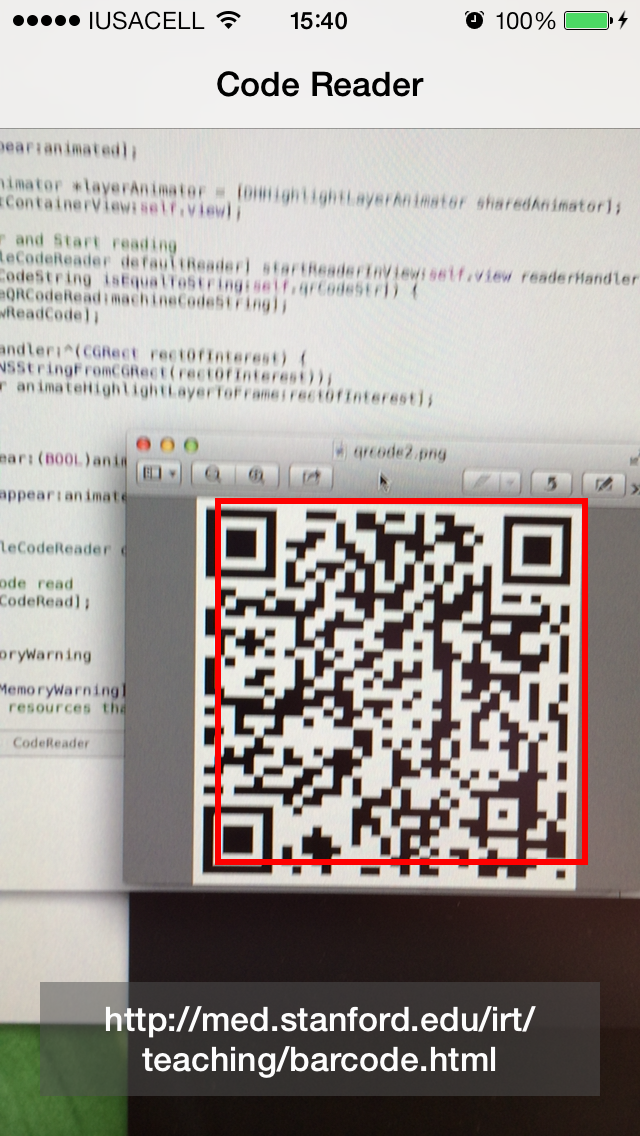 IUSACELL 15:40 100%
Code Reader
pear:animated];
nimator *layerAnimator = [DHHighlightLayerAnimator sharedAnimator];
tContainerView:self.view];
r and Start reading
leCodeReader defaultReader] startReaderInView:self.view readerHandler
CodeString isEqualToString:self.qrCodeStr]) {
eQRCodeRead:machineCodeString];
wReadCode];
andler:^(CGRect rectOfInterest) {
NSStringFromCGRect(rectOfInterest));
r animateHighlightLayerToFrame:rectOfInterest];
ear:(BOOL)anim
qrcode2.png
appear:animate
leCodeReader
ode read
CodeRead];
oryWarning
MemoryWarning]
resources tha
CodeReader
http://med.stanford.edu/irt/
teaching/barcode.html